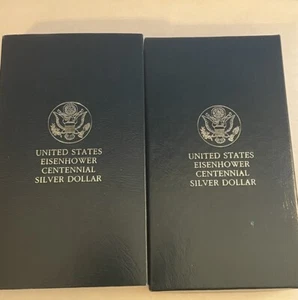 UNITED STATES
EISENHOWER
CENTENNIAL
SILVER DOLLAR
UNITED STATES
EISENHOWER
CENTENNIAL
SILVER DOLLAR